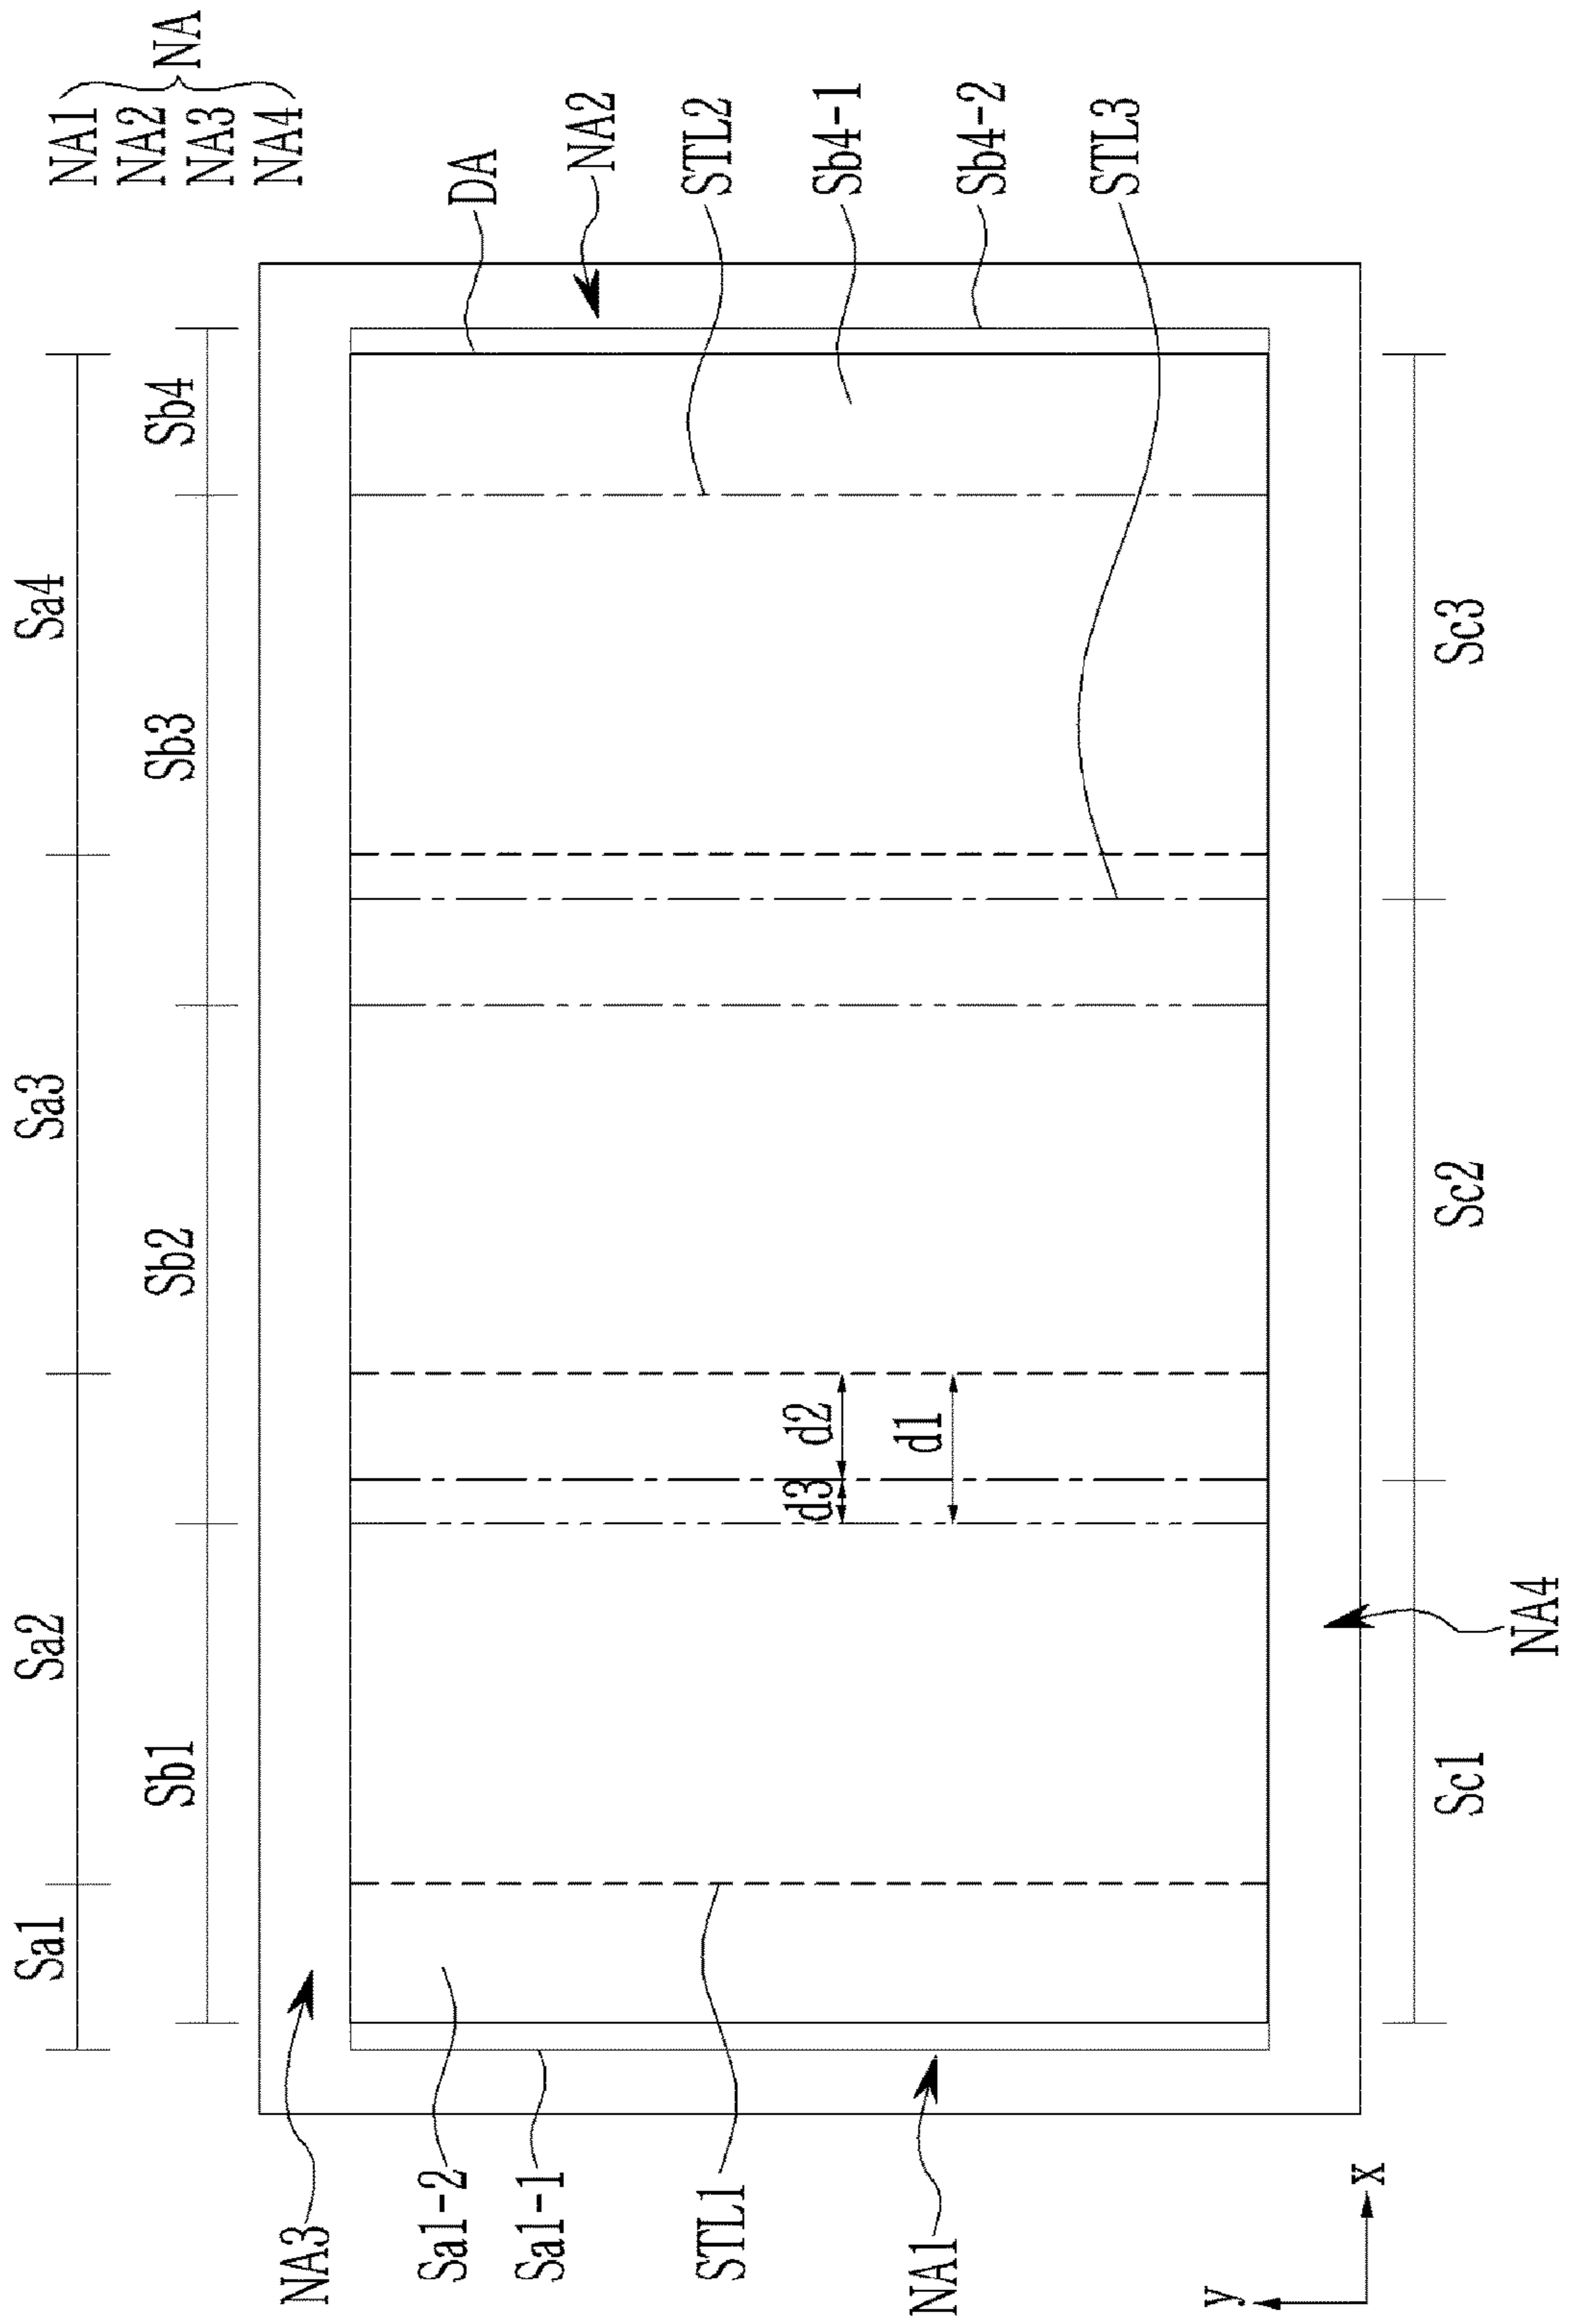 Sa1 Sa2 Sa3 Sa4
NA1
NA2
NA3
NA4
NA
Sb1 Sb2 Sb3 Sb4
NA3
Sa1-2
DA
Sa1-1
NA2
STL1
STL2
d3 d2
Sb4-1
d1
NA1
Sb4-2
STL3
y
x
Sc1 Sc2 Sc3
NA4